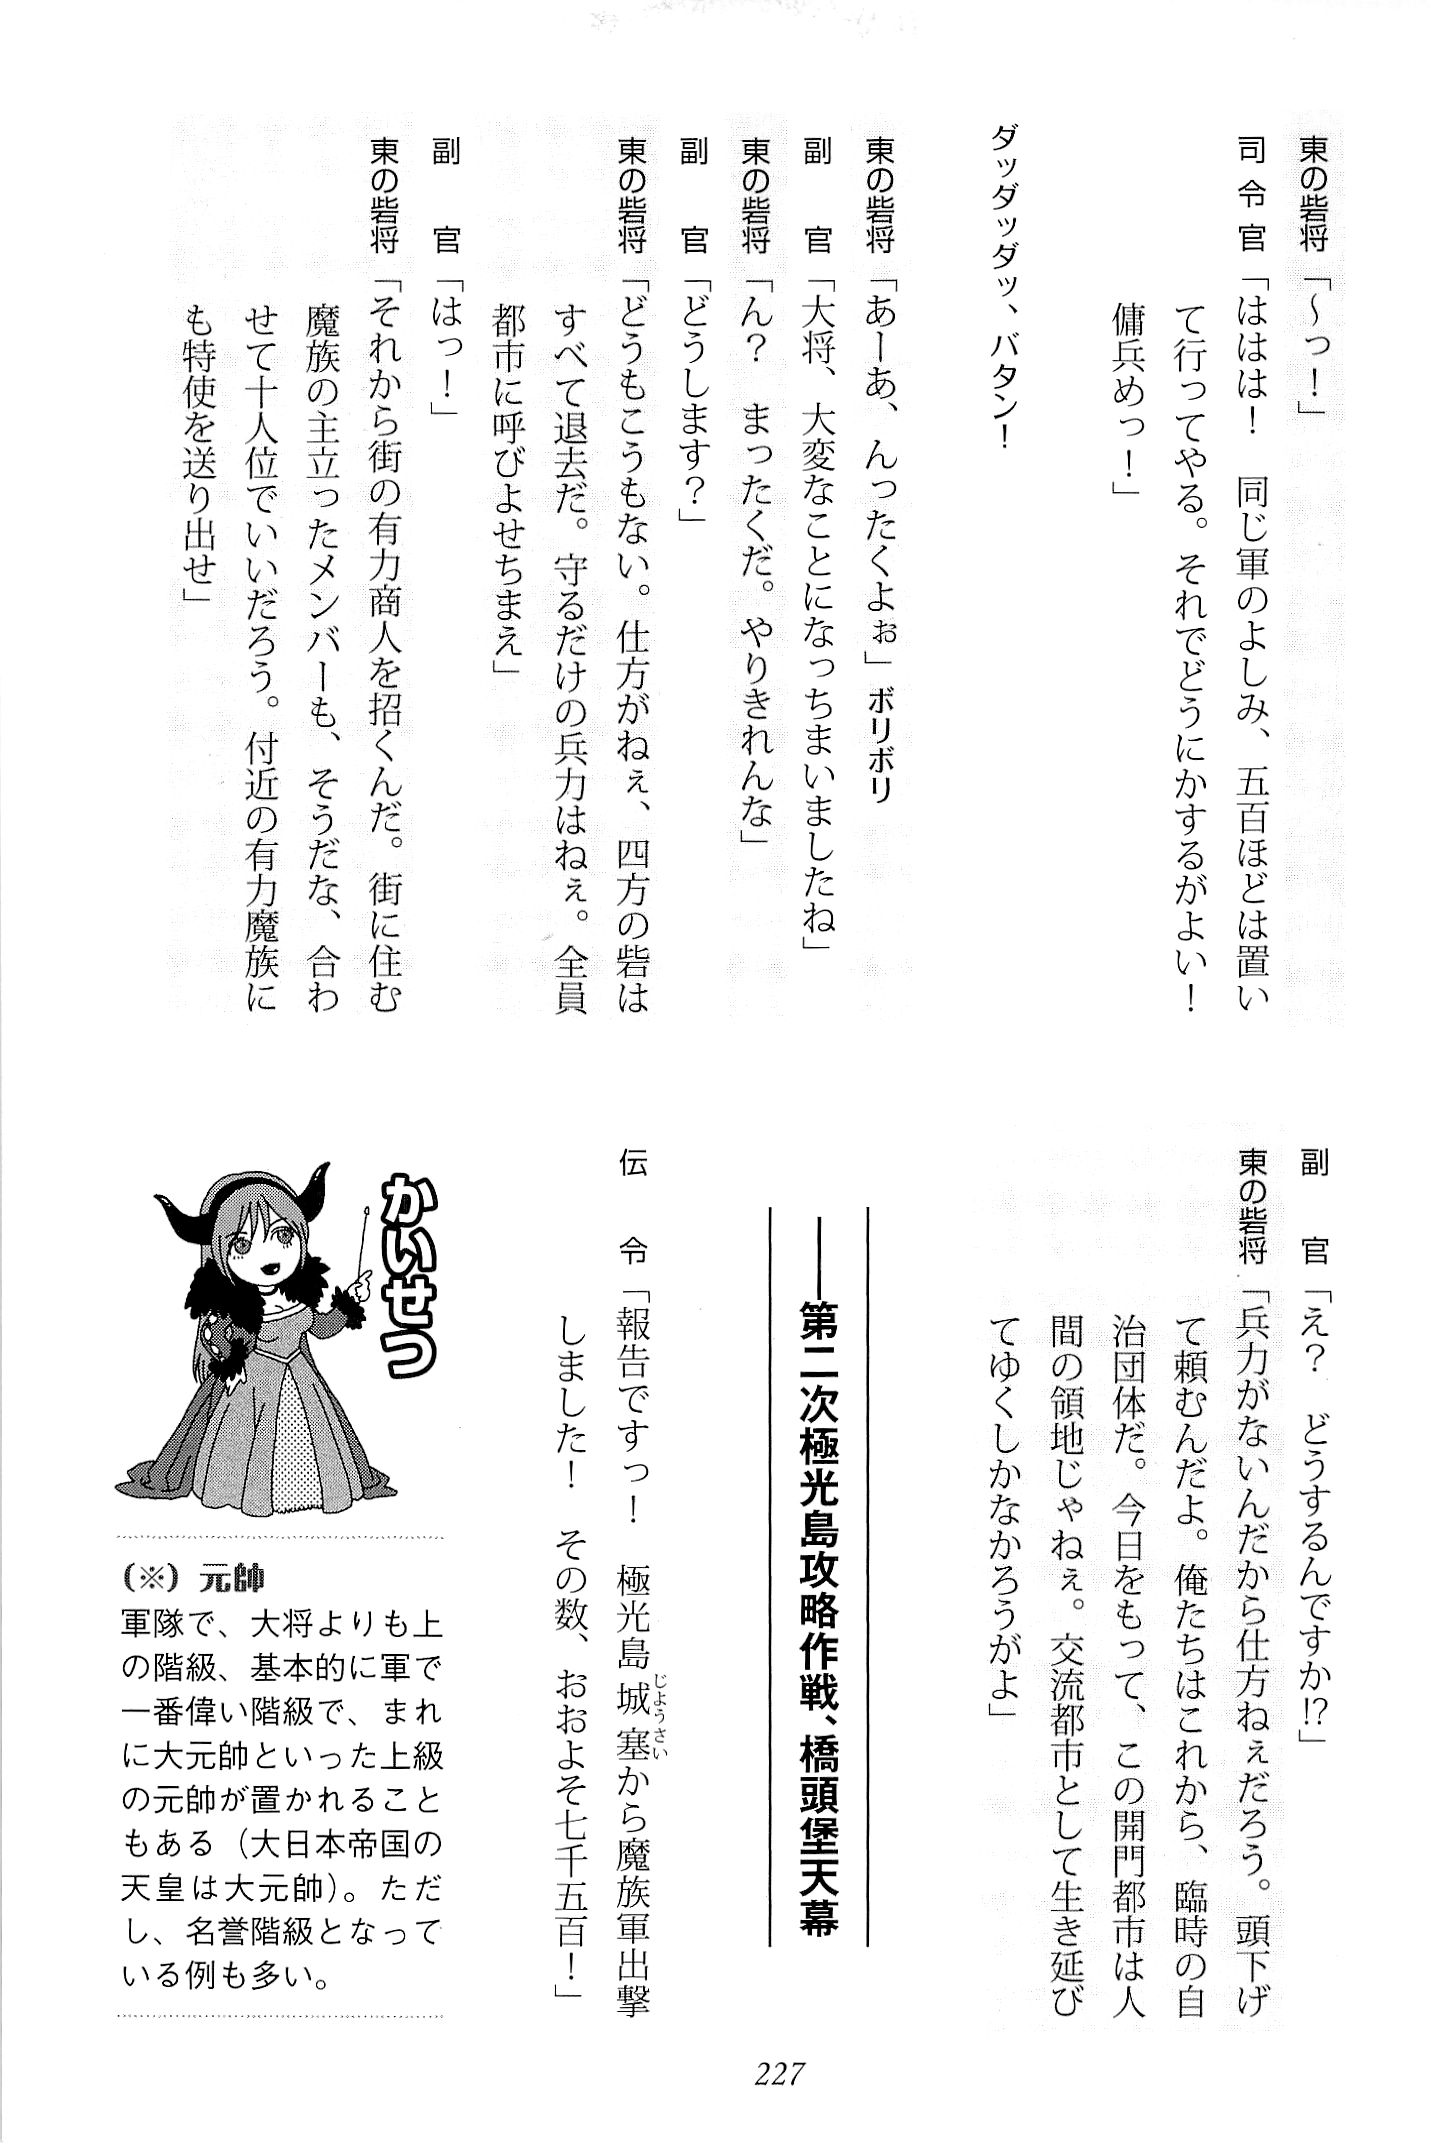 東の砦将「～っ！」
司令官「ははは！　同じ軍のよしみ、五百ほどは置い
て行ってやる。それでどうにかするがよい！
傭兵めっ！」
ダッダッダッ、バタン！
東の砦将「あーあ、んったくよぉ」ボリボリ
副　官「大将、大変なことになっちまいましたね」
東の砦将「ん？　まったくだ。やりきれんな」
副　官「どうします？」
東の砦将「どうもこうもない。仕方がねぇ、四方の砦は
すべて退去だ。守るだけの兵力はねぇ。全員
都市に呼びよせちまえ」
副　官「はっ！」
東の砦将「それから街の有力商人を招くんだ。街に住む
魔族の主立ったメンバーも、そうだな、合わ
せて十人位でいいだろう。付近の有力魔族に
も特使を送り出せ」
副　官「え？　どうするんですか!?」
東の砦将「兵力がないんだから仕方ねぇだろう。頭下げ
て頼むんだよ。俺たちはこれから、臨時の自
治団体だ。今日をもって、この開門都市は人
間の領地じゃねぇ。交流都市として生き延び
てゆくしかなかろうがよ」
――第二次極光島攻略作戦、橋頭堡天幕
伝　令「報告ですっ！　極光島城塞じょうさいから魔族軍出撃
しました！　その数、おおよそ七千五百！」
かいせつ
（※）元帥
軍隊で、大将よりも上
の階級、基本的に軍で
一番偉い階級で、まれ
に大元帥といった上級
の元帥が置かれること
もある（大日本帝国の
天皇は大元帥）。ただ
し、名誉階級となって
いる例も多い。
227